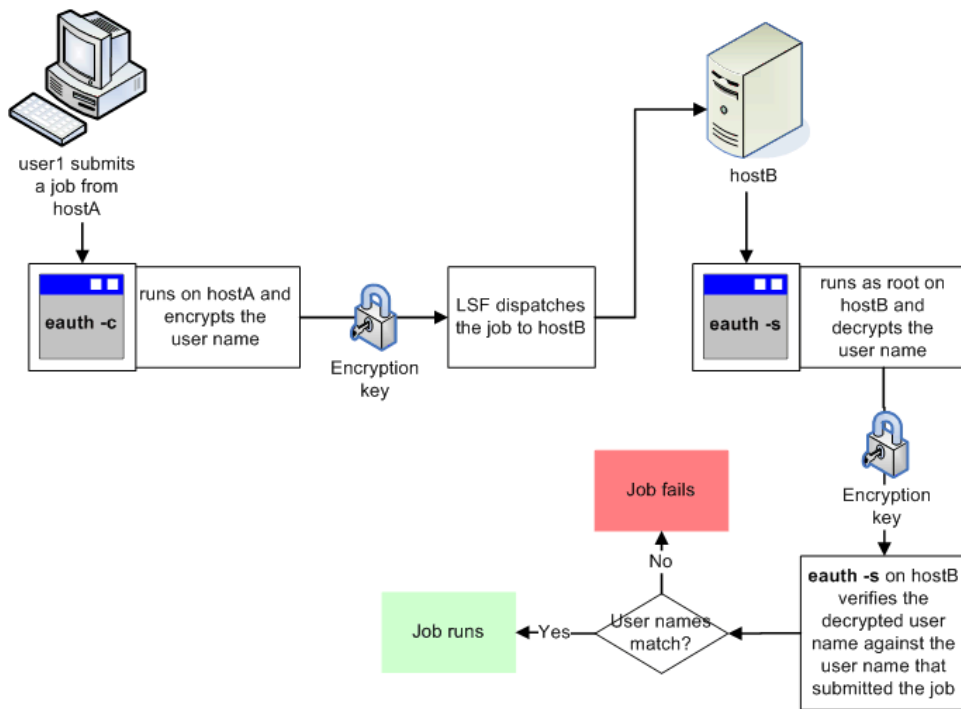 user1 submits
a job from
hostA
eauth -c
runs on hostA and
encrypts the
user name
Encryption
key
LSF dispatches
the job to hostB
hostB
eauth -s
runs as root on
hostB and
decrypts the
user name
Encryption
key
eauth -s on hostB
verifies the
decrypted user
name against the
user name that
submitted the job
User names
match?
No
Job fails
Yes
Job runs